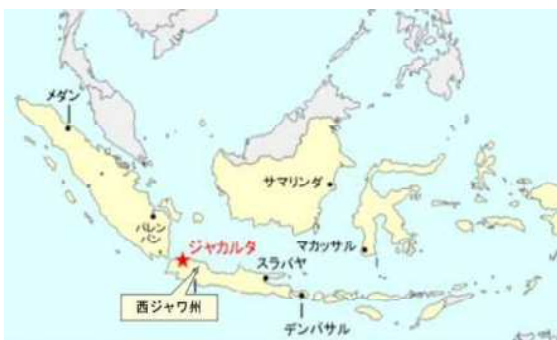 メダン
サマリンダ
パレン
バン
ジャカルタ
マカッサル
スラバヤ
西ジャワ州
デンパサル